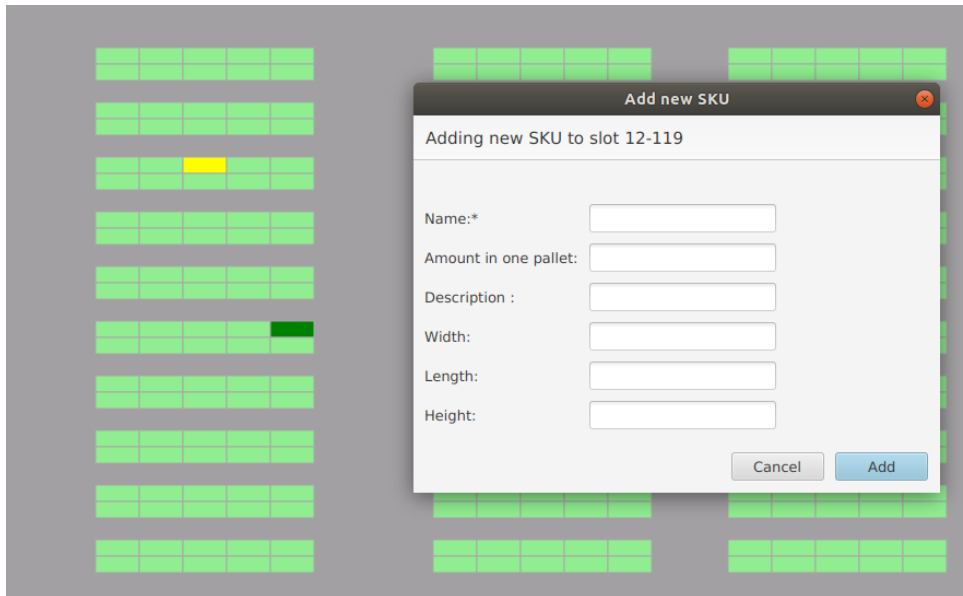 Add new SKU
Adding new SKU to slot 12-119
Name:*
Amount in one pallet:
Description :
Width:
Length:
Height:
Cancel Add